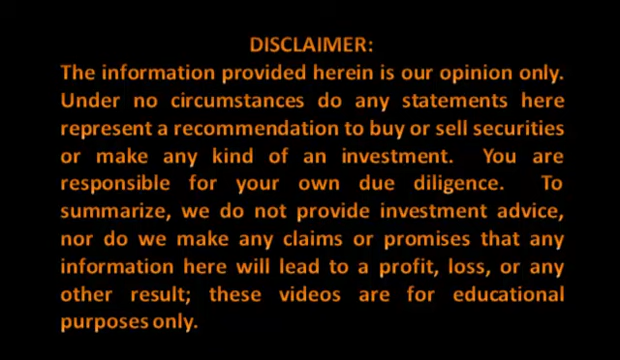 DISCLAIMER:
The information provided herein is our opinion only.
Under no circumstances do any statements here
represent a recommendation to buy or sell securities
or make any kind of an investment. You are
responsible for your own due diligence. To
summarize, we do not provide investment advice,
nor do we make any claims or promises that any
information here will lead to a profit, loss, or any
other result; these videos are for educational
purposes only.